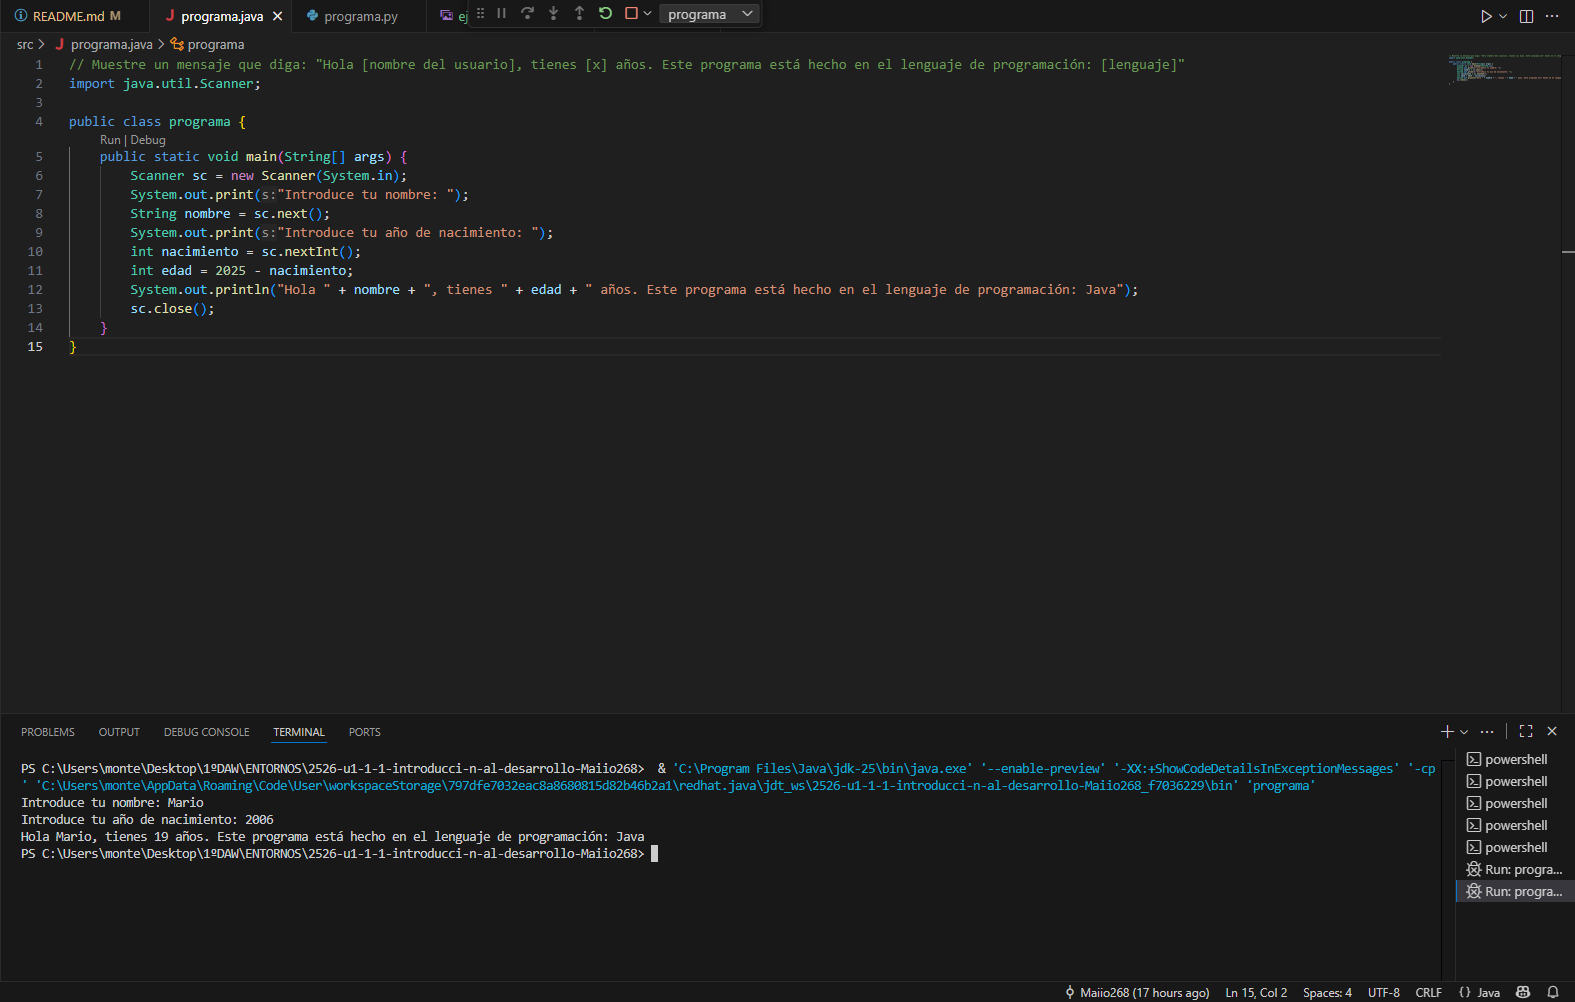 README.md M programa.java programa.py ej programa
src > programa.java > programa
1 // Muestre un mensaje que diga: "Hola [nombre del usuario], tienes [x] años. Este programa está hecho en el lenguaje de programación: [lenguaje]"
2 import java.util.Scanner;
3
4 public class programa {
Run | Debug
5 public static void main(String[] args) {
6 Scanner sc = new Scanner(System.in);
7 System.out.print(s:"Introduce tu nombre: ");
8 String nombre = sc.next();
9 System.out.print(s:"Introduce tu año de nacimiento: ");
10 int nacimiento = sc.nextInt();
11 int edad = 2025 - nacimiento;
12 System.out.println("Hola " + nombre + ", tienes " + edad + " años. Este programa está hecho en el lenguaje de programación: Java");
13 sc.close();
14 }
15 }
PROBLEMS OUTPUT DEBUG CONSOLE TERMINAL PORTS
PS C:\Users\monte\Desktop\1ºDAW\ENTORNOS\2526-u1-1-1-introducci-n-al-desarrollo-Maiio268> & 'C:\Program Files\Java\jdk-25\bin\java.exe' '--enable-preview' '-XX:+ShowCodeDetailsInExceptionMessages' '-cp
' 'C:\Users\monte\AppData\Roaming\Code\User\workspaceStorage\797dfe7032eac8a8680815d82b46b2a1\redhat.java\jdt_ws\2526-u1-1-1-introducci-n-al-desarrollo-Maiio268_f7036229\bin' 'programa'
Introduce tu nombre: Mario
Introduce tu año de nacimiento: 2006
Hola Mario, tienes 19 años. Este programa está hecho en el lenguaje de programación: Java
PS C:\Users\monte\Desktop\1ºDAW\ENTORNOS\2526-u1-1-1-introducci-n-al-desarrollo-Maiio268>
powershell
powershell
powershell
powershell
powershell
Run: progra...
Run: progra...
Maiio268 (17 hours ago) Ln 15, Col 2 Spaces: 4 UTF-8 CRLF {} Java